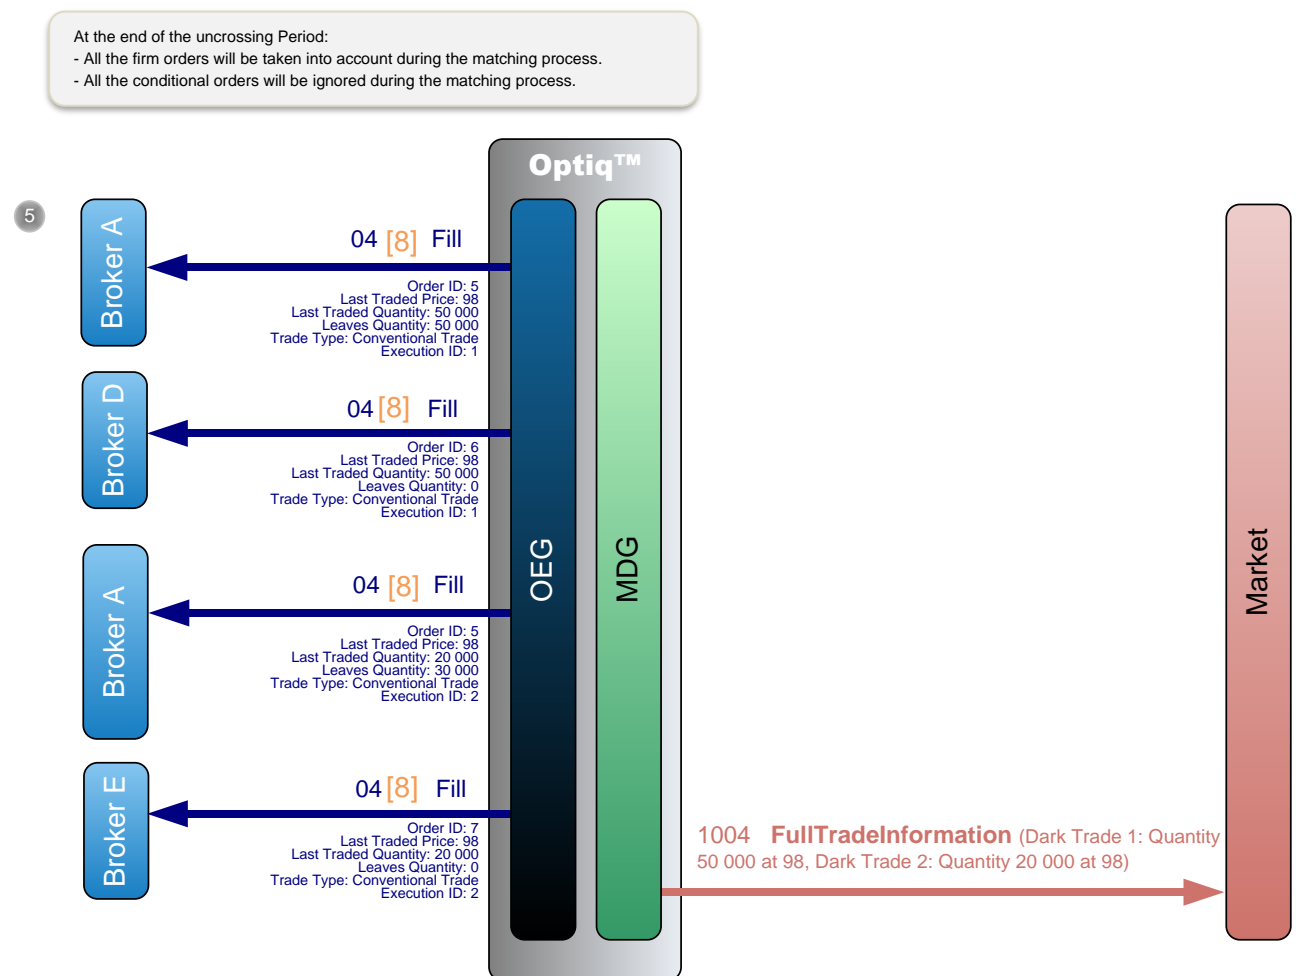 At the end of the uncrossing Period:
- All the firm orders will be taken into account during the matching process.
- All the conditional orders will be ignored during the matching process.
Optiq™
5
Broker A
04 [8] Fill
Order ID: 5
Last Traded Price: 98
Last Traded Quantity: 50 000
Leaves Quantity: 50 000
Trade Type: Conventional Trade
Execution ID: 1
Broker D
04 [8] Fill
Order ID: 6
Last Traded Price: 98
Last Traded Quantity: 50 000
Leaves Quantity: 0
Trade Type: Conventional Trade
Execution ID: 1
Broker A
04 [8] Fill
Order ID: 5
Last Traded Price: 98
Last Traded Quantity: 20 000
Leaves Quantity: 30 000
Trade Type: Conventional Trade
Execution ID: 2
Broker E
04 [8] Fill
Order ID: 7
Last Traded Price: 98
Last Traded Quantity: 20 000
Leaves Quantity: 0
Trade Type: Conventional Trade
Execution ID: 2
OEG
MDG
1004 FullTradeInformation (Dark Trade 1: Quantity
50 000 at 98, Dark Trade 2: Quantity 20 000 at 98)
Market